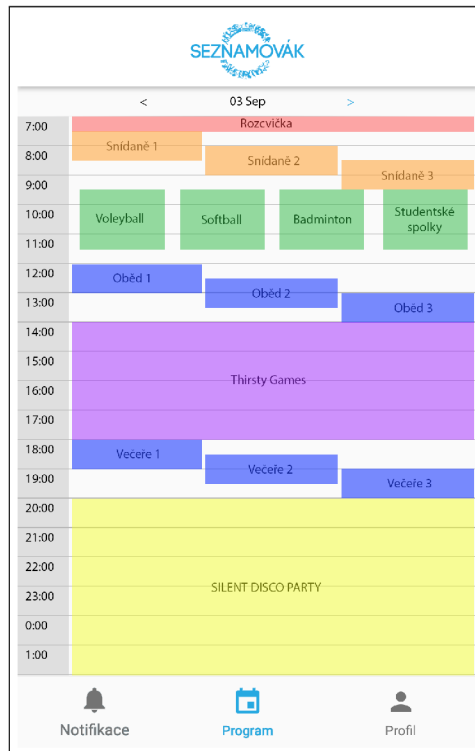 SEZNAMOVÁK
< 03 Sep >
7:00
Rozcvička
Snídaně 1
8:00
Snídaně 2
9:00
Snídaně 3
10:00
Voleyball
Softball
Badminton
Studentské
spolky
11:00
12:00
Oběd 1
13:00
Oběd 2
Oběd 3
14:00
15:00
Thirsty Games
16:00
17:00
18:00
Večeře 1
19:00
Večeře 2
Večeře 3
20:00
21:00
22:00
SILENT DISCO PARTY
23:00
0:00
1:00
Notifikace
Program
Profil